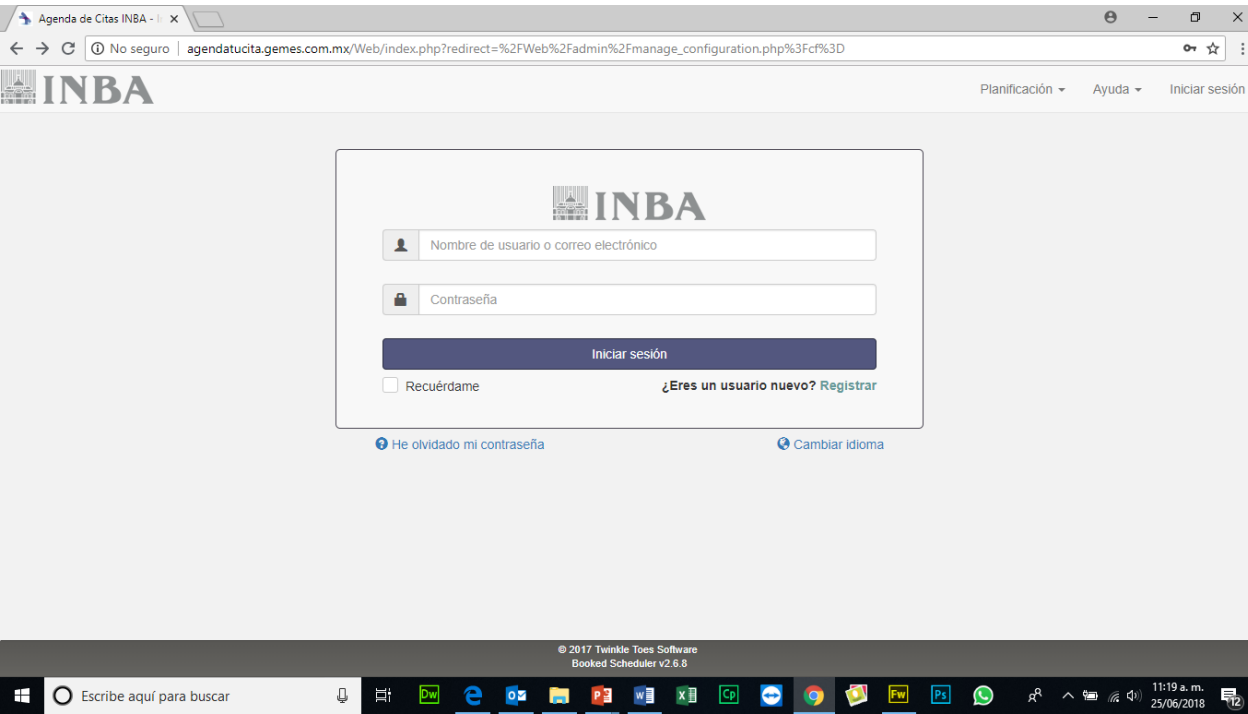 Agenda de Citas INBA - I
No seguro | agendatucita.gemes.com.mx/Web/index.php?redirect=%2FWeb%2Fadmin%2Fmanage_configuration.php%3Fcf%3D
INBA
Planificación Ayuda Iniciar sesión
INBA
Nombre de usuario o correo electrónico
Contraseña
Iniciar sesión
Recuérdame ¿Eres un usuario nuevo? Registrar
He olvidado mi contraseña Cambiar idioma
© 2017 Twinkle Toes Software
Booked Scheduler v2.6.8
Escribe aquí para buscar Dw Cp Fw Ps 11:19 a. m.
25/06/2018 12